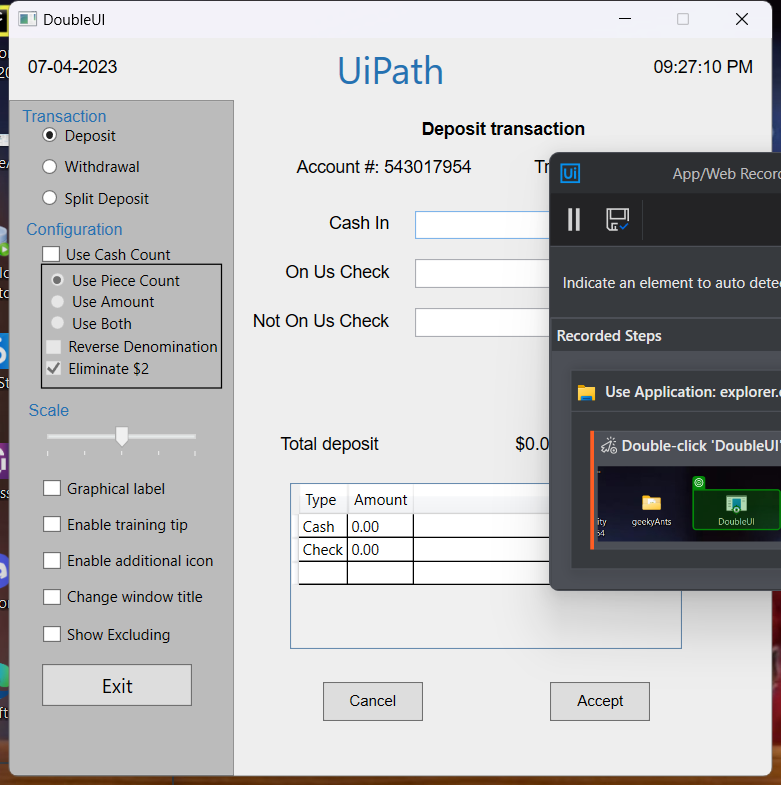 DoubleUI
07-04-2023
UiPath
09:27:10 PM
Transaction
Deposit
Withdrawal
Split Deposit
Configuration
Use Cash Count
Use Piece Count
Use Amount
Use Both
Reverse Denomination
Eliminate $2
Scale
Graphical label
Enable training tip
Enable additional icon
Change window title
Show Excluding
Exit
Deposit transaction
Account #: 543017954
Cash In
On Us Check
Not On Us Check
Total deposit
$0.0
Type Amount
Cash 0.00
Check 0.00
Cancel
Accept
Ui
App/Web Recor
Indicate an element to auto dete
Recorded Steps
Use Application: explorer.
Double-click 'DoubleUI'
geekyAnts
DoubleUI